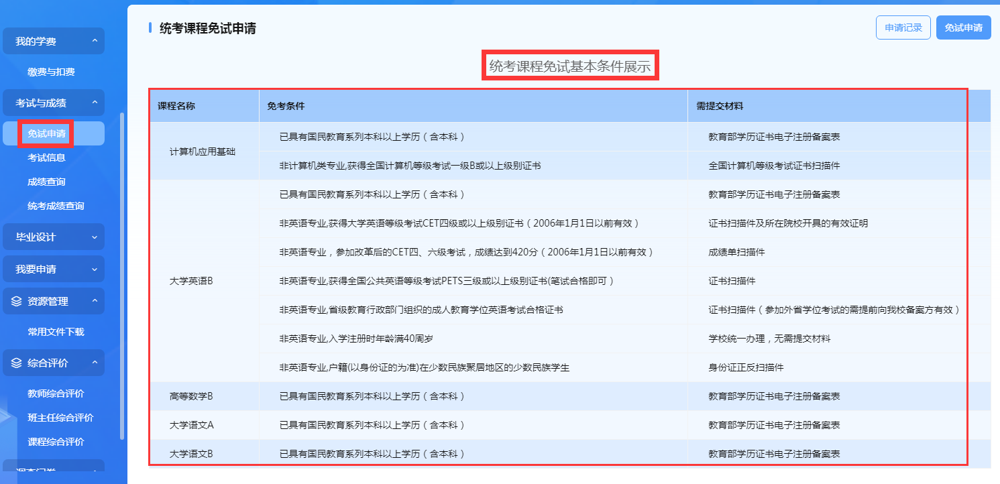 我的学费
缴费与扣费
考试与成绩
免试申请
考试信息
成绩查询
统考成绩查询
毕业设计
我要申请
资源管理
常用文件下载
综合评价
教师综合评价
班主任综合评价
课程综合评价
统考课程免试申请
申请记录 免试申请
统考课程免试基本条件展示
课程名称 免考条件 需提交材料
计算机应用基础
已具有国民教育系列本科以上学历（含本科） 教育部学历证书电子注册备案表
非计算机类专业,获得全国计算机等级考试一级B或以上级别证书 全国计算机等级考试证书扫描件
大学英语B
已具有国民教育系列本科以上学历（含本科） 教育部学历证书电子注册备案表
非英语专业,获得大学英语等级考试CET四级或以上级别证书（2006年1月1日以前有效） 证书扫描件及所在院校开具的有效证明
非英语专业，参加改革后的CET四、六级考试，成绩达到420分（2006年1月1日以前有效） 成绩单扫描件
非英语专业,获得全国公共英语等级考试PETS三级或以上级别证书(笔试合格即可） 证书扫描件
非英语专业,省级教育行政部门组织的成人教育学位英语考试合格证书 证书扫描件（参加外省学位考试的需提前向我校备案方有效）
非英语专业,入学注册时年龄满40周岁 学校统一办理，无需提交材料
非英语专业,户籍(以身份证的为准)在少数民族聚居地区的少数民族学生 身份证正反扫描件
高等数学B 已具有国民教育系列本科以上学历（含本科） 教育部学历证书电子注册备案表
大学语文A 已具有国民教育系列本科以上学历（含本科） 教育部学历证书电子注册备案表
大学语文B 已具有国民教育系列本科以上学历（含本科） 教育部学历证书电子注册备案表